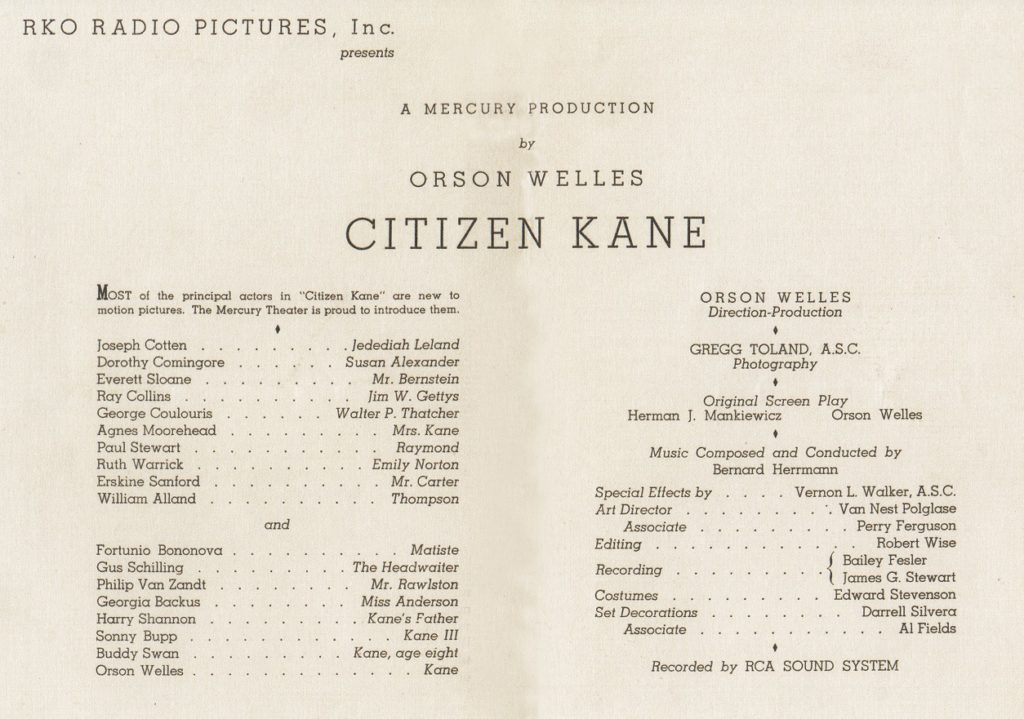 RKO RADIO PICTURES, Inc.
presents
A MERCURY PRODUCTION
by
ORSON WELLES
CITIZEN KANE
MOST of the principal actors in "Citizen Kane" are new to
motion pictures. The Mercury Theater is proud to introduce them.
Joseph Cotten . . . . . . . . . Jedediah Leland
Dorothy Comingore . . . . . . Susan Alexander
Everett Sloane . . . . . . . . . Mr. Bernstein
Ray Collins . . . . . . . . . . Jim W. Gettys
George Coulouris . . . . . . Walter P. Thatcher
Agnes Moorehead . . . . . . . . . Mrs. Kane
Paul Stewart . . . . . . . . . . . Raymond
Ruth Warrick . . . . . . . . . Emily Norton
Erskine Sanford . . . . . . . . . Mr. Carter
William Alland . . . . . . . . . . Thompson
and
Fortunio Bononova . . . . . . . . . . Matiste
Gus Schilling . . . . . . . . The Headwaiter
Philip Van Zandt . . . . . . . . Mr. Rawlston
Georgia Backus . . . . . . . . Miss Anderson
Harry Shannon . . . . . . . . . Kane's Father
Sonny Bupp . . . . . . . . . . . . Kane III
Buddy Swan . . . . . . . . . Kane, age eight
Orson Welles . . . . . . . . . . . . . Kane
ORSON WELLES
Direction-Production
GREGG TOLAND, A.S.C.
Photography
Original Screen Play
Herman J. Mankiewicz Orson Welles
Music Composed and Conducted by
Bernard Herrmann
Special Effects by . . . . Vernon L. Walker, A.S.C.
Art Director . . . . . . . . . Van Nest Polglase
Associate . . . . . . . . . Perry Ferguson
Editing . . . . . . . . . . . . Robert Wise
Recording . . . . . . . . . { Bailey Fesler
James G. Stewart
Costumes . . . . . . . . . Edward Stevenson
Set Decorations . . . . . . . . Darrell Silvera
Associate . . . . . . . . . . . . Al Fields
Recorded by RCA SOUND SYSTEM